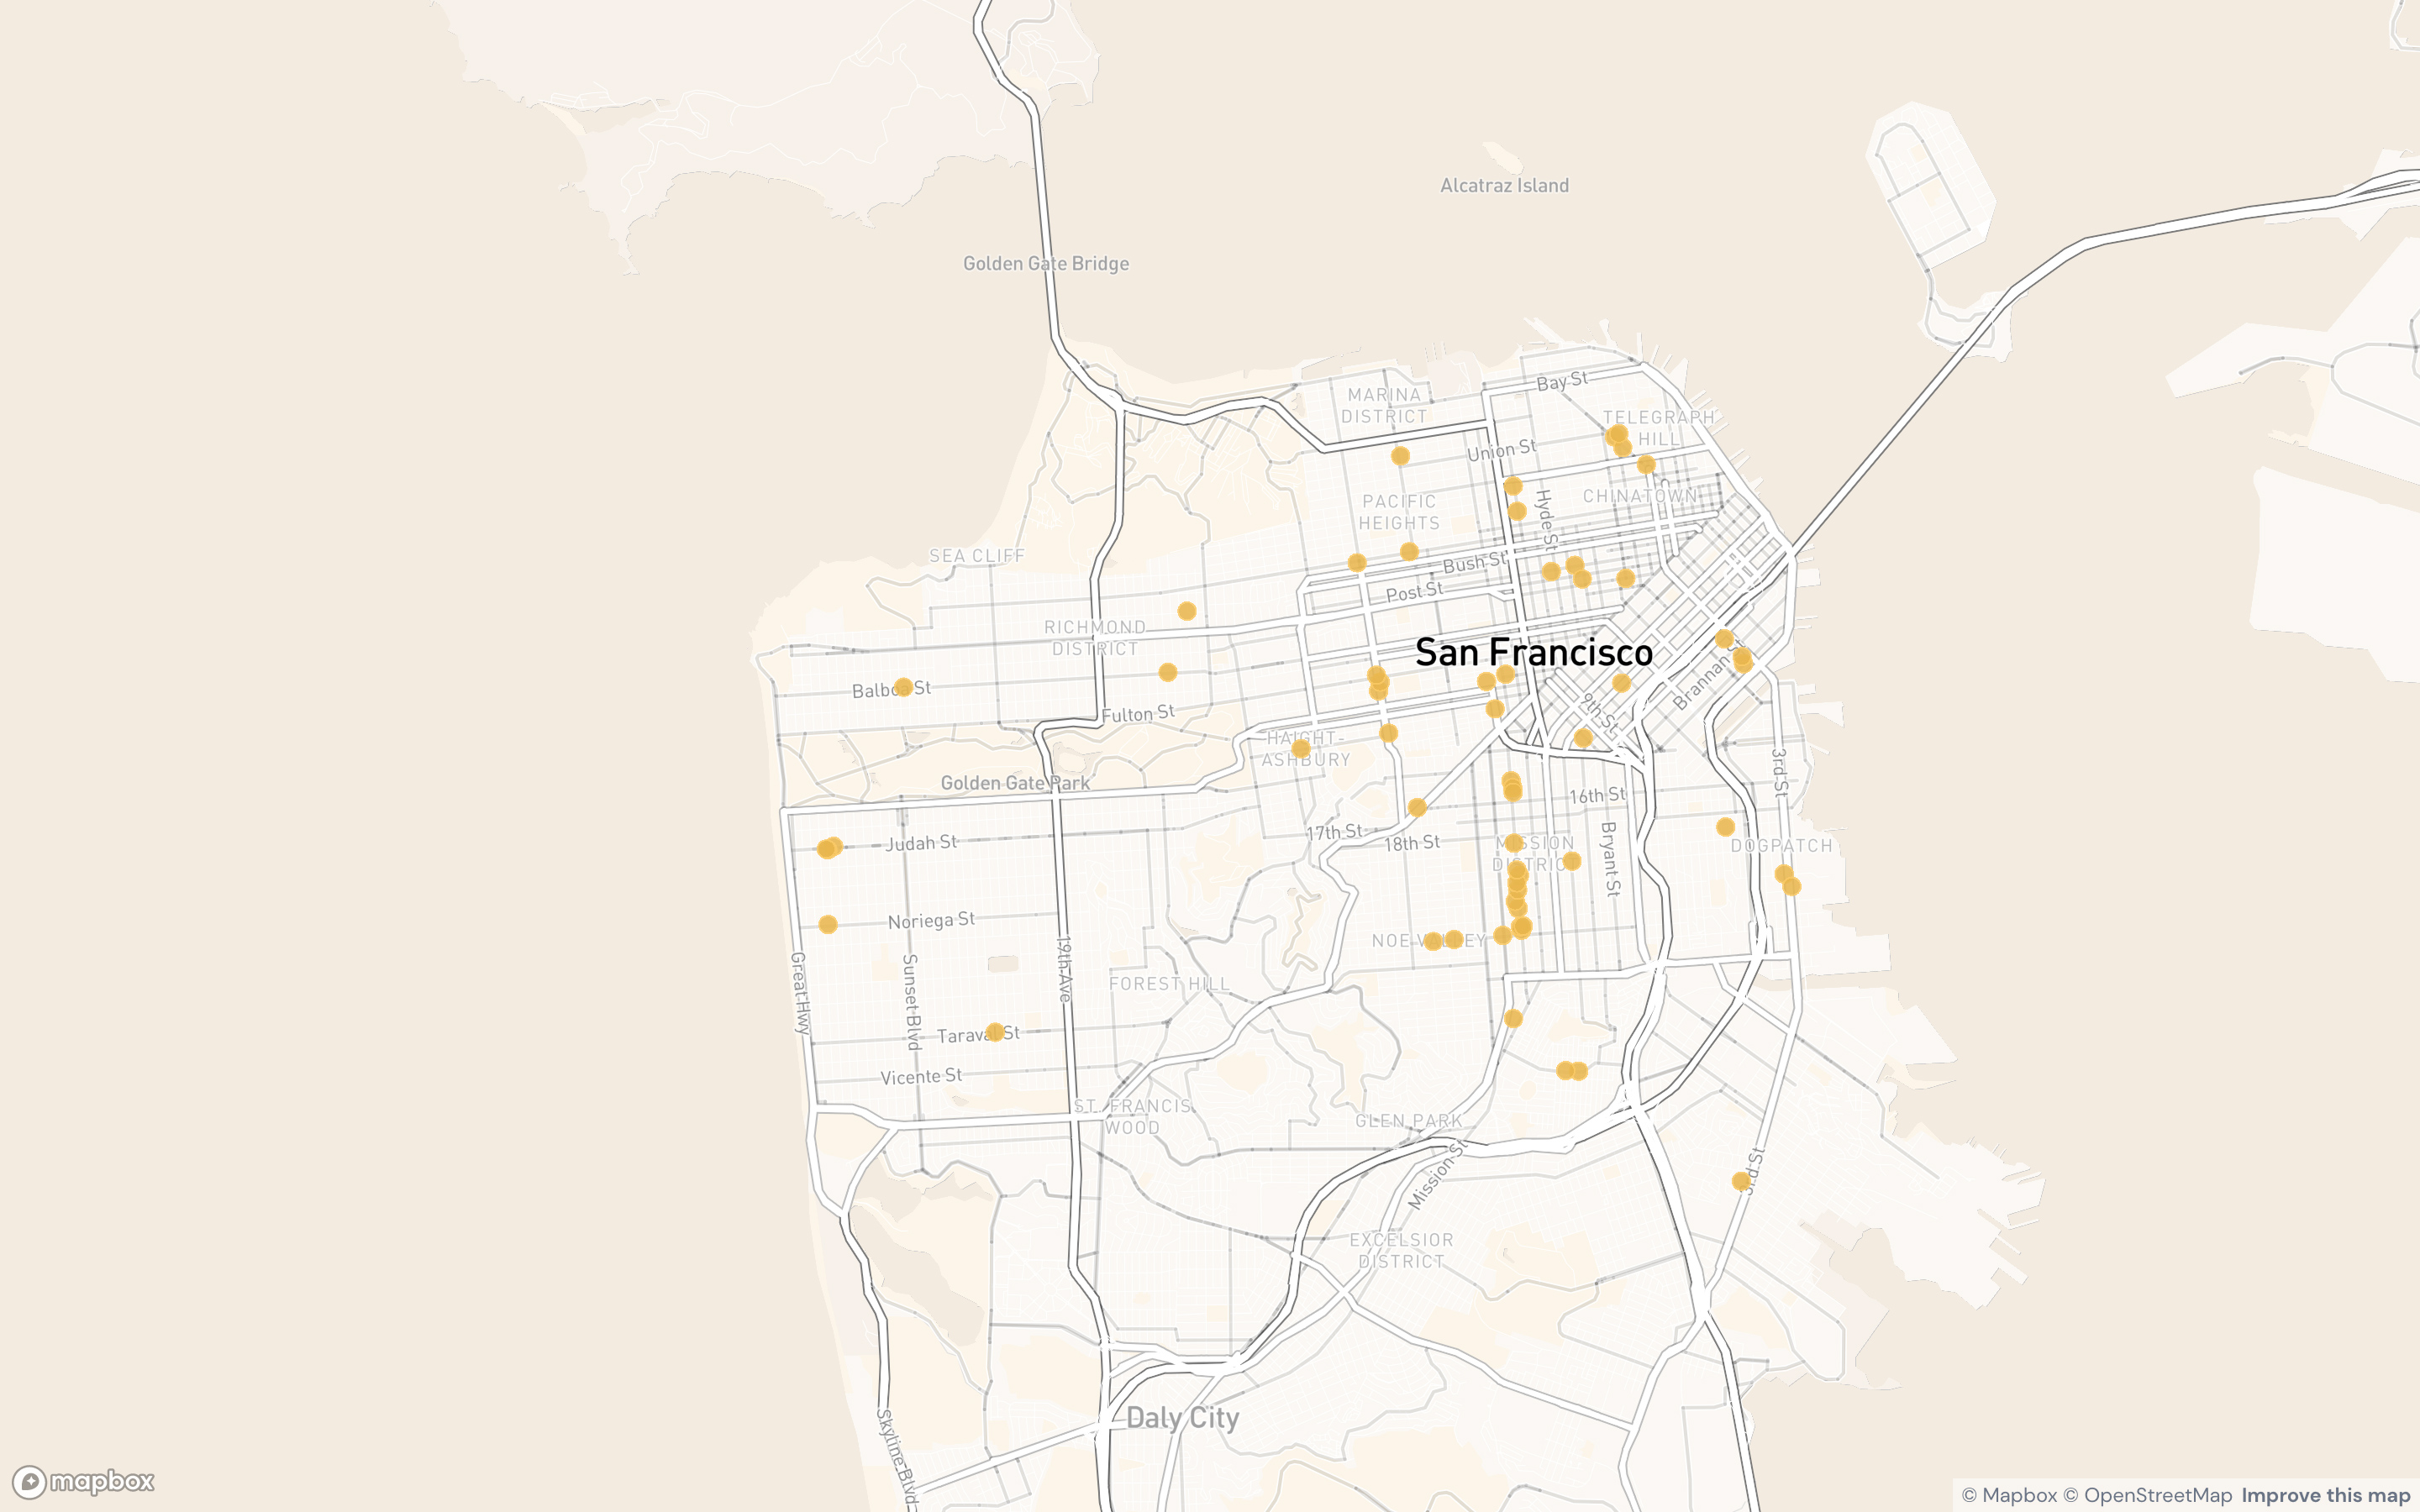 Alcatraz Island
Golden Gate Bridge
MARINA
DISTRICT
Bay St
TELEGRAPH
HILL
Union St
PACIFIC
HEIGHTS
Hyde St
CHINATOWN
SEA CLIFF
Bush St
Post St
RICHMOND
DISTRICT
San Francisco
Balboa St
Brannan St
Fulton St
9th St
HAIGHT-
ASHBURY
Golden Gate Park
3rd St
16th St
17th St
18th St
Judah St
MISSION
DISTRICT
Bryant St
DOGPATCH
Noriega St
NOE VALLEY
Great Hwy
Sunset Blvd
19th Ave
FOREST HILL
Taraval St
Vicente St
ST. FRANCIS
WOOD
GLEN PARK
Mission St
3rd St
EXCELSIOR
DISTRICT
Daly City
Skyline Blvd
mapbox
© Mapbox © OpenStreetMap Improve this map